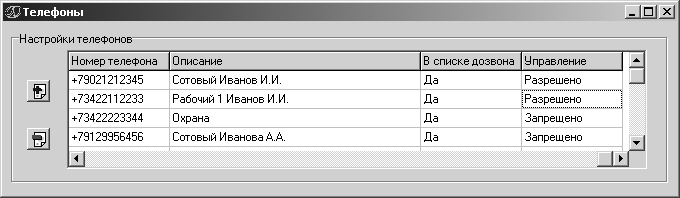 Телефоны
Настройки телефонов
Номер телефона Описание В списке дозвона Управление
+79021212345 Сотовый Иванов И.И. Да Разрешено
+73422112233 Рабочий 1 Иванов И.И. Да Разрешено
+73422223344 Охрана Да Запрещено
+79129956456 Сотовый Иванова А.А. Да Запрещено